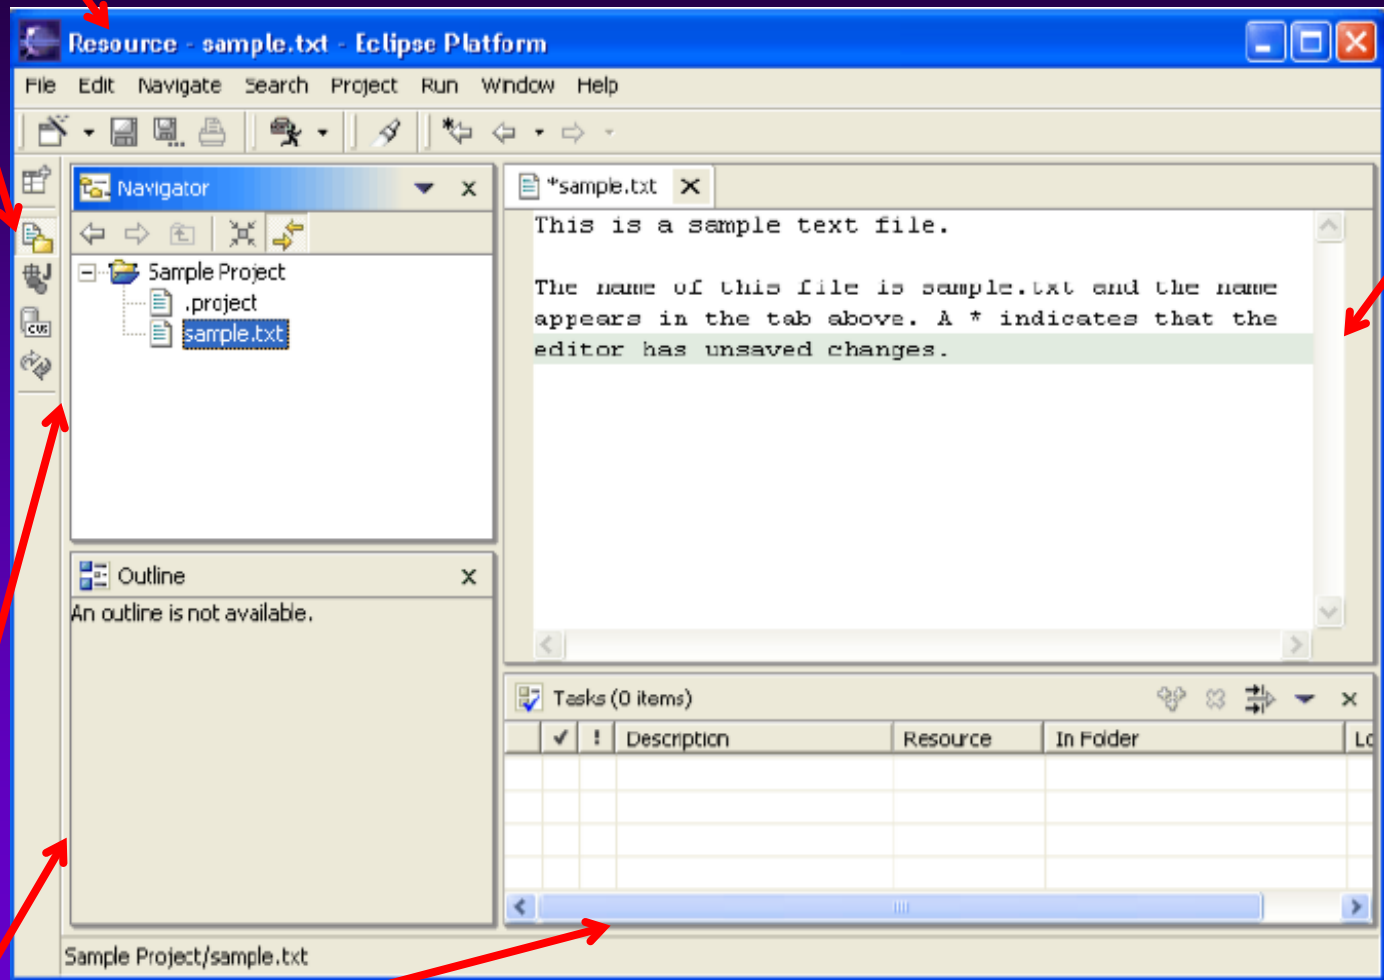 Resource - sample.txt - Eclipse Platform
File Edit Navigate Search Project Run Window Help
Navigator
*sample.txt
This is a sample text file.
Sample Project
.project
sample.txt
The name of this file is sample.txt and the name
appears in the tab above. A * indicates that the
editor has unsaved changes.
J
CVS
Outline
An outline is not available.
Tasks (0 items)
! Description Resource In Folder Lo
Sample Project/sample.txt